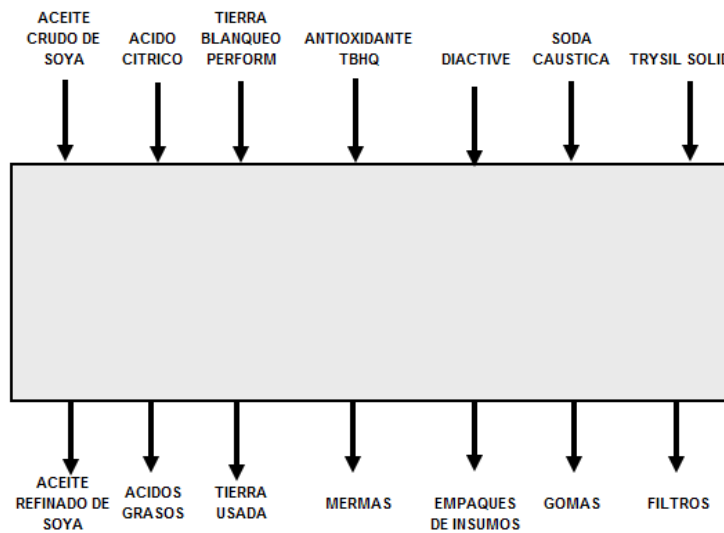 ACEITE
CRUDO DE
SOYA
ACIDO
CITRICO
TIERRA
BLANQUEO
PERFORM
ANTIOXIDANTE
TBHQ
DIACTIVE
SODA
CAUSTICA
TRYSIL SOLID
ACEITE
REFINADO DE
SOYA
ACIDOS
GRASOS
TIERRA
USADA
MERMAS
EMPAQUES
DE INSUMOS
GOMAS
FILTROS